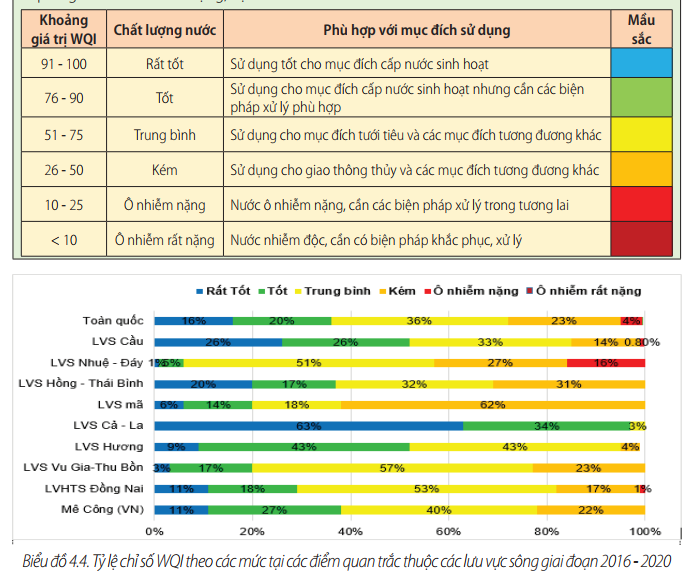 Khoảng giá trị WQI
Chất lượng nước
Phù hợp với mục đích sử dụng
Mầu sắc
91 - 100
Rất tốt
Sử dụng tốt cho mục đích cấp nước sinh hoạt
76 - 90
Tốt
Sử dụng cho mục đích cấp nước sinh hoạt nhưng cần các biện
pháp xử lý phù hợp
51 - 75
Trung bình
Sử dụng cho mục đích tưới tiêu và các mục đích tương đương khác
26 - 50
Kém
Sử dụng cho giao thông thủy và các mục đích tương đương khác
10 - 25
Ô nhiễm nặng
Nước ô nhiễm nặng, cần các biện pháp xử lý trong tương lai
< 10
Ô nhiễm rất nặng
Nước nhiễm độc, cần có biện pháp khắc phục, xử lý
Rất Tốt Tốt Trung bình Kém Ô nhiễm nặng Ô nhiễm rất nặng
Toàn quốc 16% 20% 36% 23% 4%
LVS Cầu 26% 26% 33% 14% 0.80%
LVS Nhuệ - Đáy 1% 5% 51% 27% 16%
LVS Hồng - Thái Bình 20% 17% 32% 31%
LVS mã 6% 14% 18% 62%
LVS Cả - La 63% 34% 3%
LVS Hương 9% 43% 43% 4%
LVS Vu Gia-Thu Bồn 3% 17% 57% 23%
LVHTS Đồng Nai 11% 18% 53% 17% 1%
Mê Công (VN) 11% 27% 40% 22%
0% 20% 40% 60% 80% 100%
Biểu đồ 4.4. Tỷ lệ chỉ số WQI theo các mức tại các điểm quan trắc thuộc các lưu vực sông giai đoạn 2016 - 2020